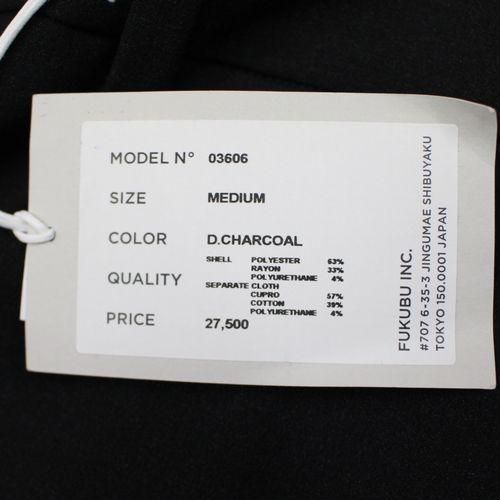 MODEL N° 03606
SIZE MEDIUM
COLOR D.CHARCOAL
QUALITY
SHELL POLYESTER 63%
RAYON 33%
POLYURETHANE 4%
SEPARATE CLOTH
CUPRO 57%
COTTON 39%
POLYURETHANE 4%
PRICE 27,500
FUKUBU INC.
#707 6-35-3 JINGUMAE SHIBUYAKU
TOKYO 150.0001 JAPAN